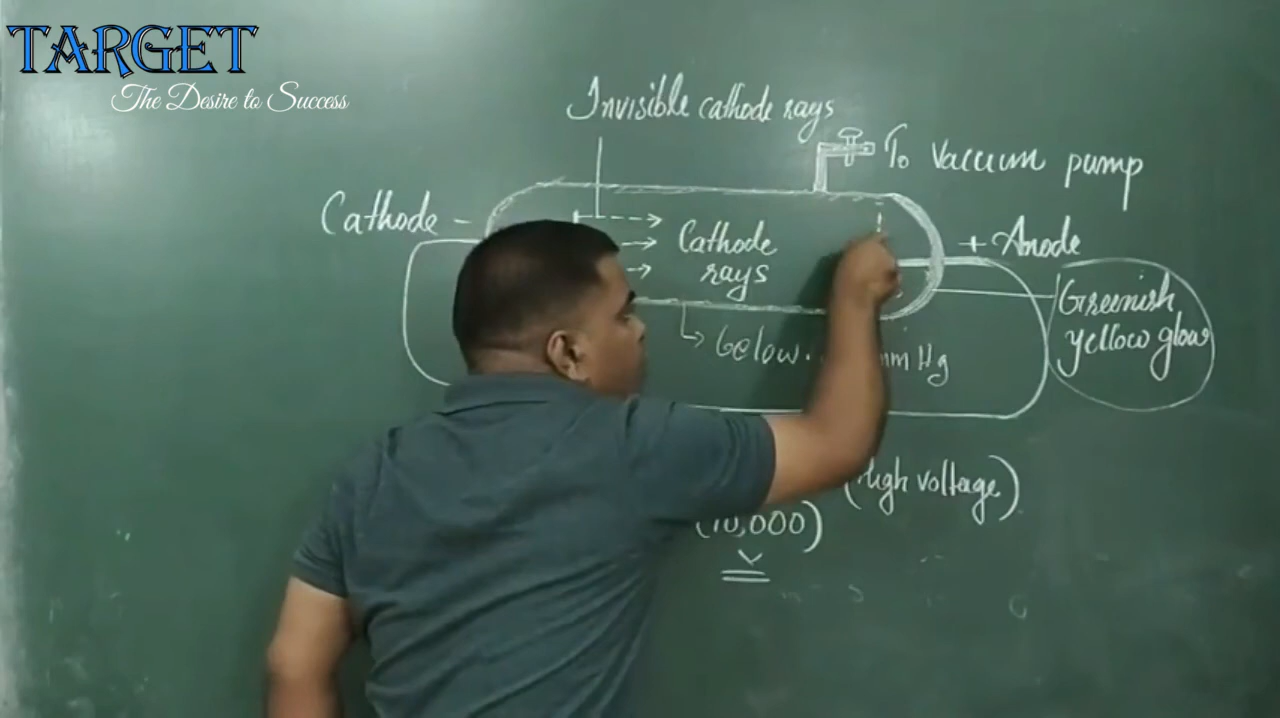 TARGET
The Desire to Success
Invisible cathode rays
To Vacuum pump
Cathode -
Cathode
rays
+ Anode
Greenish
yellow glow
Below
mm Hg
(High voltage)
(10,000)
V